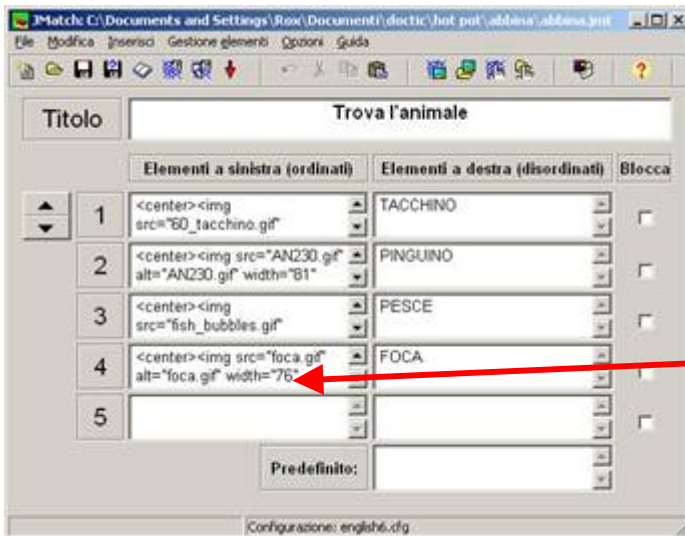 JMatch: C:\Documents and Settings\Rox\Documenti\doctic\hot pot\abbina\abbina.jmt
File Modifica Inserisci Gestione elementi Opzioni Guida
Titolo
Trova l'animale
Elementi a sinistra (ordinati) Elementi a destra (disordinati) Blocca
1
<center><img
src="60_tacchino.gif"
TACCHINO
2
<center><img src="AN230.gif"
alt="AN230.gif" width="81"
PINGUINO
3
<center><img
src="fish_bubbles.gif"
PESCE
4
<center><img src="foca.gif"
alt="foca.gif" width="76"
FOCA
5
Predefinito:
Configurazione: english6.cfg